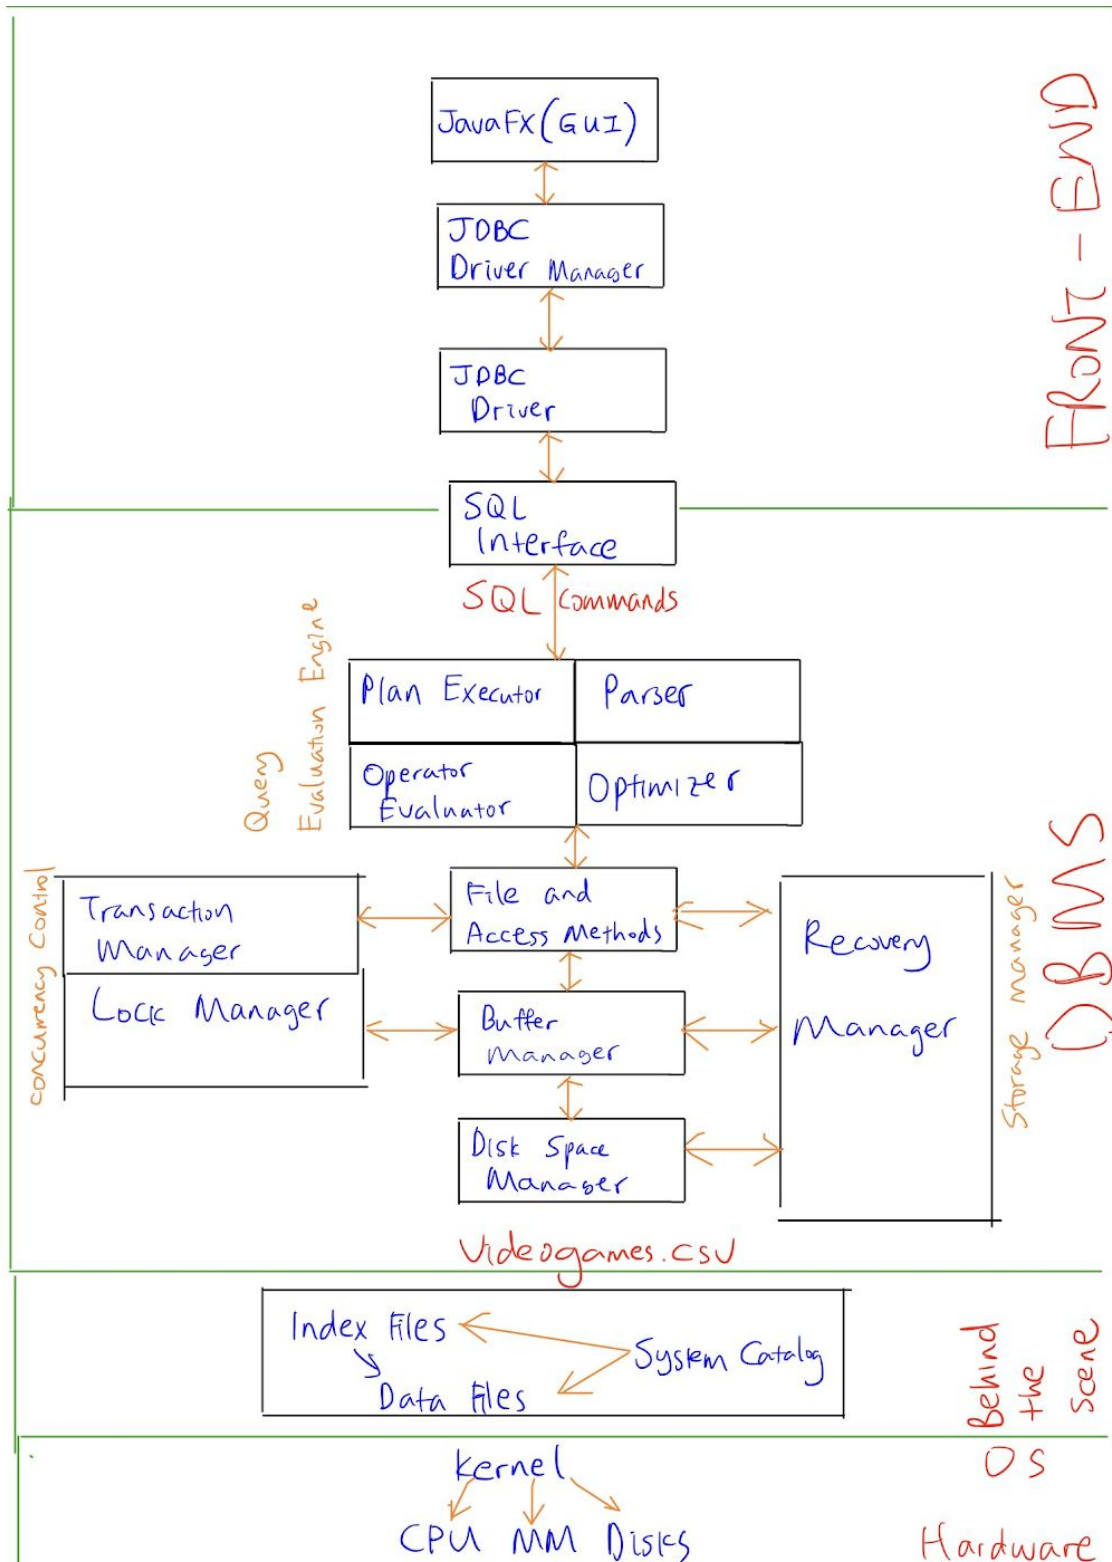 JavaFX (GUI)
JDBC
Driver Manager
JDBC
Driver
FRONT - END
SQL
Interface
SQL Commands
Query
Evaluation Engine
Plan Executor
Parser
Operator
Evaluator
Optimizer
Concurrency Control
Transaction
Manager
Lock Manager
File and
Access Methods
Buffer
Manager
Disk Space
Manager
Recovery
Manager
Storage manager
DBMS
Videogames.csv
Index Files
System Catalog
Data Files
Behind
the
Scene
Kernel
OS
CPU MM Disks
Hardware